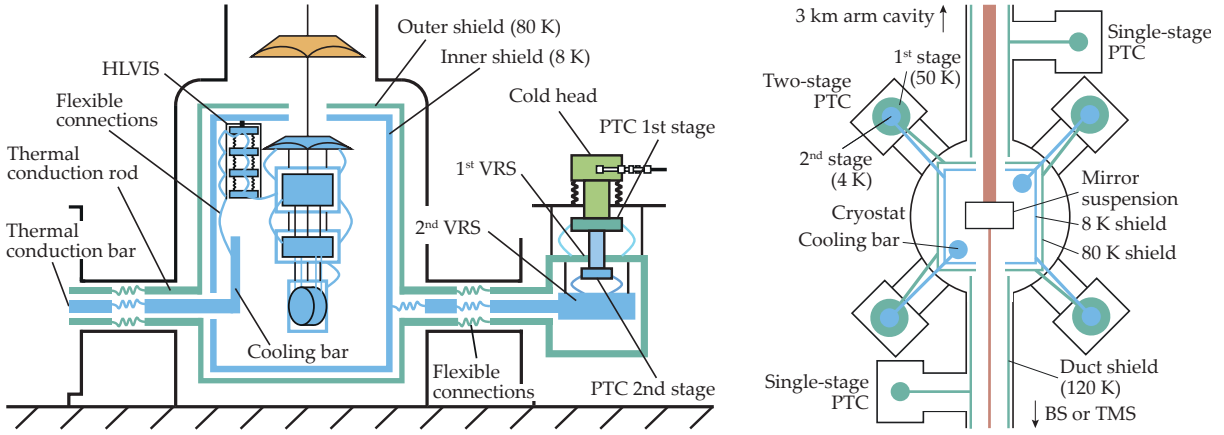 HLVIS
Flexible
connections
Thermal
conduction rod
Thermal
conduction bar
Outer shield (80 K)
Inner shield (8 K)
Cold head
PTC 1st stage
1st VRS
2nd VRS
Cooling bar
Flexible
connections
PTC 2nd stage
3 km arm cavity
Single-stage
PTC
1st stage
(50 K)
Two-stage
PTC
2nd stage
(4 K)
Mirror
suspension
Cryostat
8 K shield
Cooling bar
80 K shield
Duct shield
(120 K)
Single-stage
PTC
BS or TMS